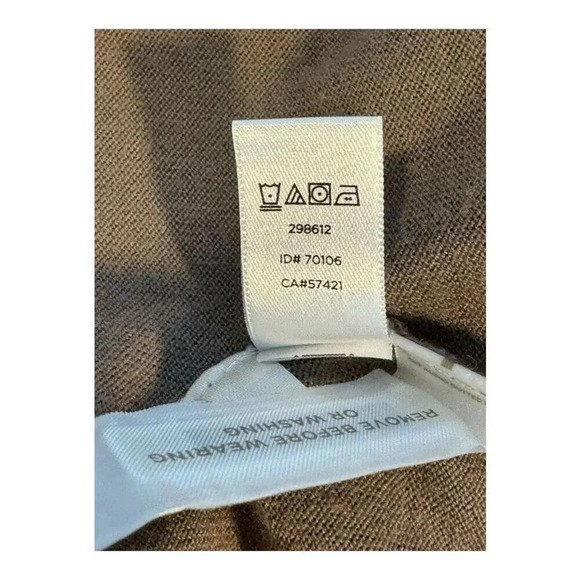 298612
ID# 70106
CA#57421
REMOVE BEFORE WEARING
OR WASHING